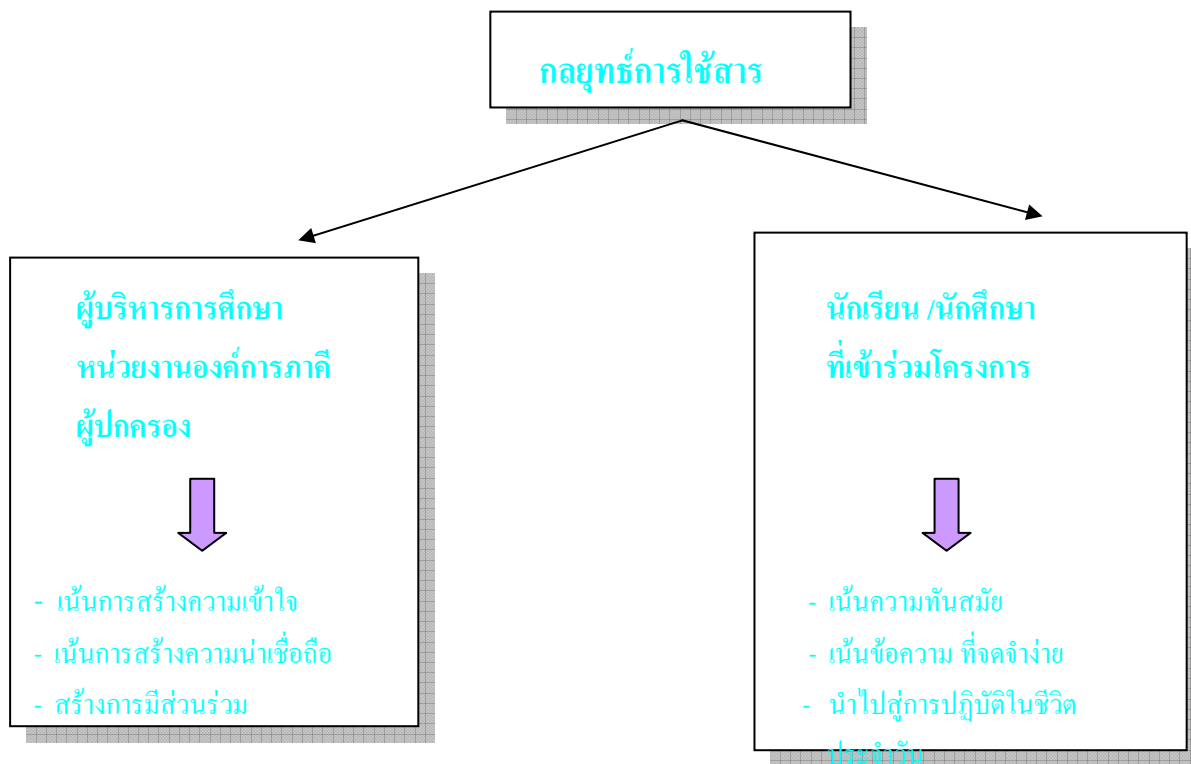 กลยุทธ์การใช้สาร
ผู้บริหารการศึกษา
หน่วยงานองค์การภาคี
ผู้ปกครอง
- เน้นการสร้างความเข้าใจ
- เน้นการสร้างความน่าเชื่อถือ
- สร้างการมีส่วนร่วม
นักเรียน /นักศึกษา
ที่เข้าร่วมโครงการ
- เน้นความทันสมัย
- เน้นข้อความ ที่จดจำง่าย
- นำไปสู่การปฏิบัติในชีวิต
ประจำวัน